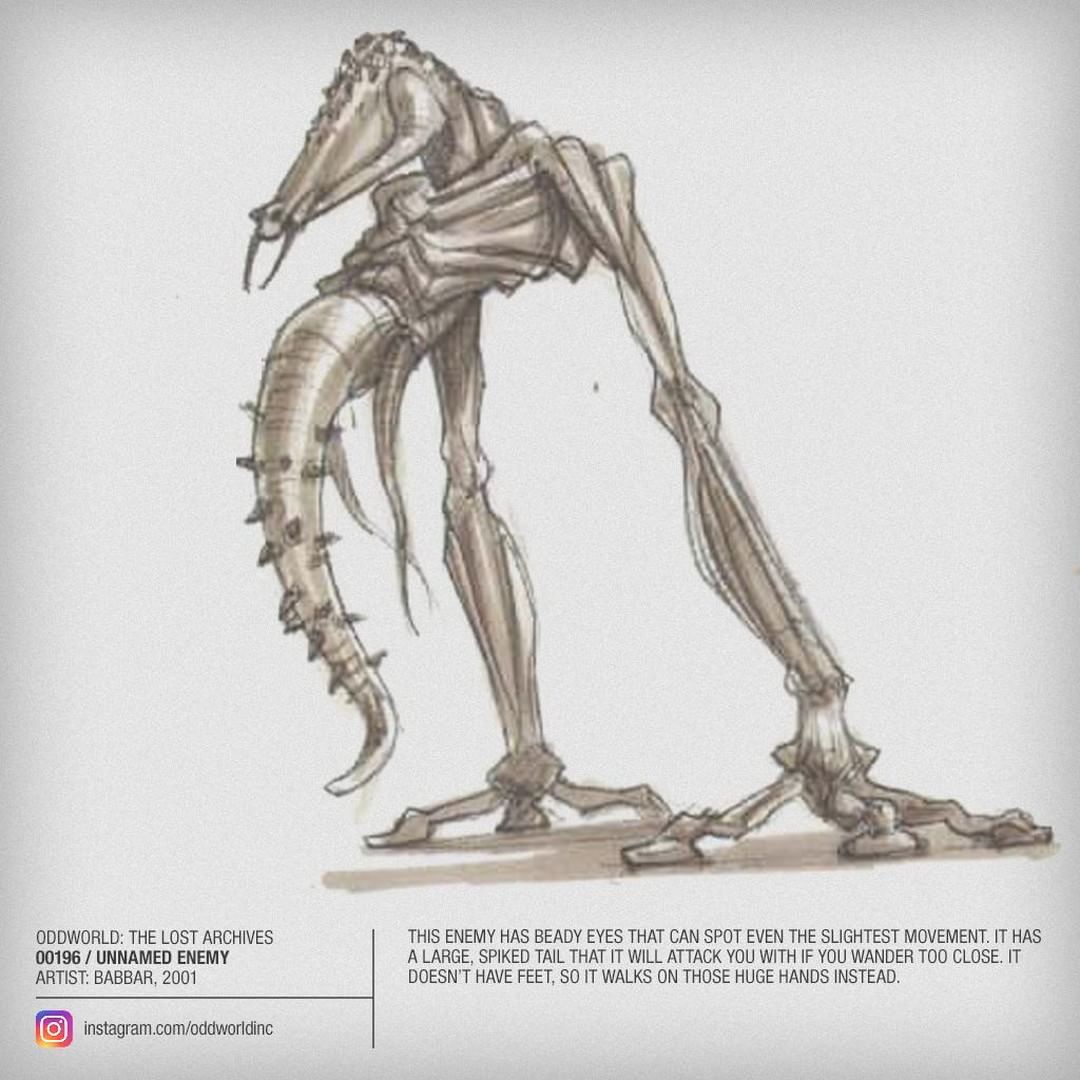 ODDWORLD: THE LOST ARCHIVES
00196 / UNNAMED ENEMY
ARTIST: BABBAR, 2001
instagram.com/oddworldinc
THIS ENEMY HAS BEADY EYES THAT CAN SPOT EVEN THE SLIGHTEST MOVEMENT. IT HAS
A LARGE, SPIKED TAIL THAT IT WILL ATTACK YOU WITH IF YOU WANDER TOO CLOSE. IT
DOESN'T HAVE FEET, SO IT WALKS ON THOSE HUGE HANDS INSTEAD.